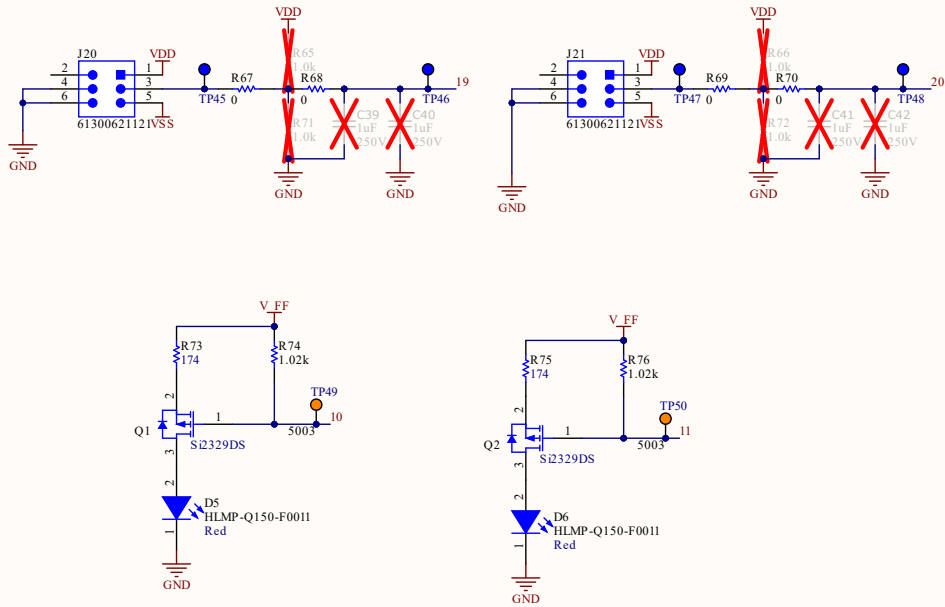 VDD
VDD
J20
VDD
R65
1.0k
J21
VDD
R66
1.0k
2
1
4
3
6
5
R67
0
R68
0
19
2
1
4
3
6
5
R69
0
R70
0
20
TP45
TP46
TP47
TP48
61300621121
VSS
R71
1.0k
C39
1uF
250V
C40
1uF
250V
61300621121
VSS
R72
1.0k
C41
1uF
250V
C42
1uF
250V
GND
GND
GND
GND
GND
GND
V_FF
R73
174
R74
1.02k
TP49
2
1
10
Q1
5003
Si2329DS
3
2
D5
HLMP-Q150-F0011
Red
1
GND
V_FF
R75
174
R76
1.02k
TP50
2
1
11
Q2
5003
Si2329DS
3
2
D6
HLMP-Q150-F0011
Red
1
GND